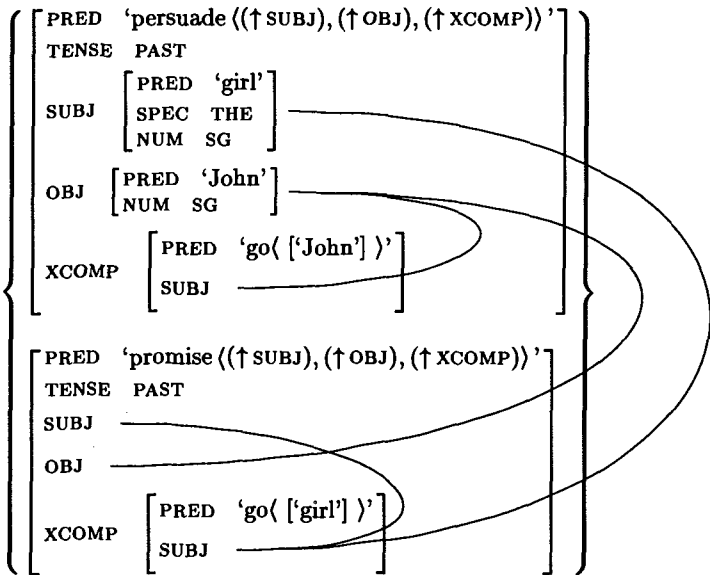 PRED ‘persuade ⟨(↑ SUBJ), (↑ OBJ), (↑ XCOMP)⟩ ’
TENSE PAST
PRED ‘girl’
SUBJ SPEC THE
NUM SG
OBJ PRED ‘John’
NUM SG
XCOMP PRED ‘go⟨ [‘John’] ⟩’
SUBJ
PRED ‘promise ⟨(↑ SUBJ), (↑ OBJ), (↑ XCOMP)⟩ ’
TENSE PAST
SUBJ
OBJ
XCOMP PRED ‘go⟨ [‘girl’] ⟩’
SUBJ